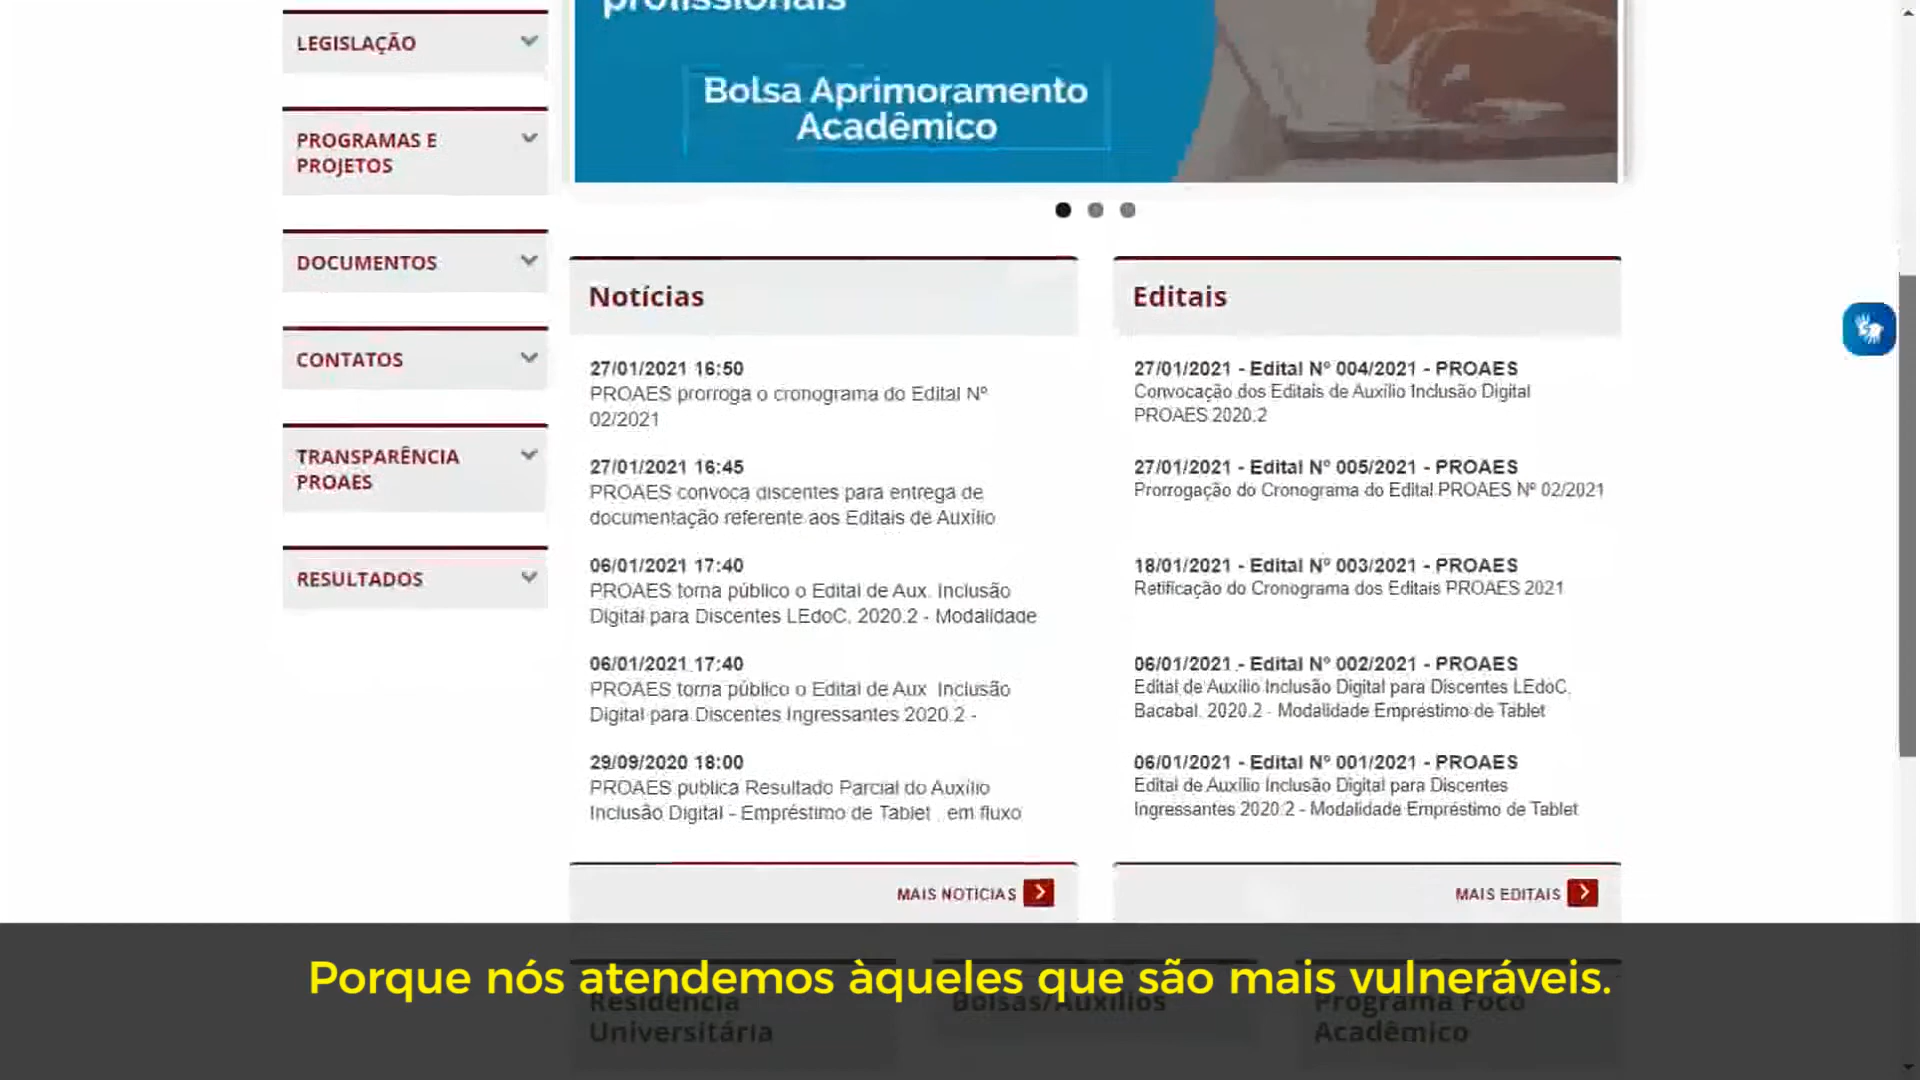 profissionais
Bolsa Aprimoramento
Acadêmico
LEGISLAÇÃO
PROGRAMAS E
PROJETOS
DOCUMENTOS
CONTATOS
TRANSPARÊNCIA
PROAES
RESULTADOS
Notícias
27/01/2021 16:50
PROAES prorroga o cronograma do Edital Nº
02/2021
27/01/2021 16:45
PROAES convoca discentes para entrega de
documentação referente aos Editais de Auxílio
06/01/2021 17:40
PROAES torna público o Edital de Aux. Inclusão
Digital para Discentes LEdoC, 2020.2 - Modalidade
06/01/2021 17:40
PROAES torna público o Edital de Aux Inclusão
Digital para Discentes Ingressantes 2020.2 -
29/09/2020 18:00
PROAES publica Resultado Parcial do Auxílio
Inclusão Digital - Empréstimo de Tablet , em fluxo
MAIS NOTÍCIAS
Editais
27/01/2021 - Edital Nº 004/2021 - PROAES
Convocação dos Editais de Auxílio Inclusão Digital
PROAES 2020.2
27/01/2021 - Edital Nº 005/2021 - PROAES
Prorrogação do Cronograma do Edital PROAES Nº 02/2021
18/01/2021 - Edital Nº 003/2021 - PROAES
Retificação do Cronograma dos Editais PROAES 2021
06/01/2021 - Edital Nº 002/2021 - PROAES
Edital de Auxílio Inclusão Digital para Discentes LEdoC,
Bacabal, 2020.2 - Modalidade Empréstimo de Tablet
06/01/2021 - Edital Nº 001/2021 - PROAES
Edital de Auxílio Inclusão Digital para Discentes
Ingressantes 2020.2 - Modalidade Empréstimo de Tablet
MAIS EDITAIS
Residência
Universitária
Bolsas/Auxílios
Programa Foco
Acadêmico
Porque nós atendemos àqueles que são mais vulneráveis.